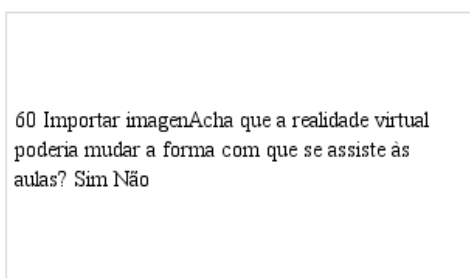 60 Importar imagenAcha que a realidade virtual
poderia mudar a forma com que se assiste às
aulas? Sim Não